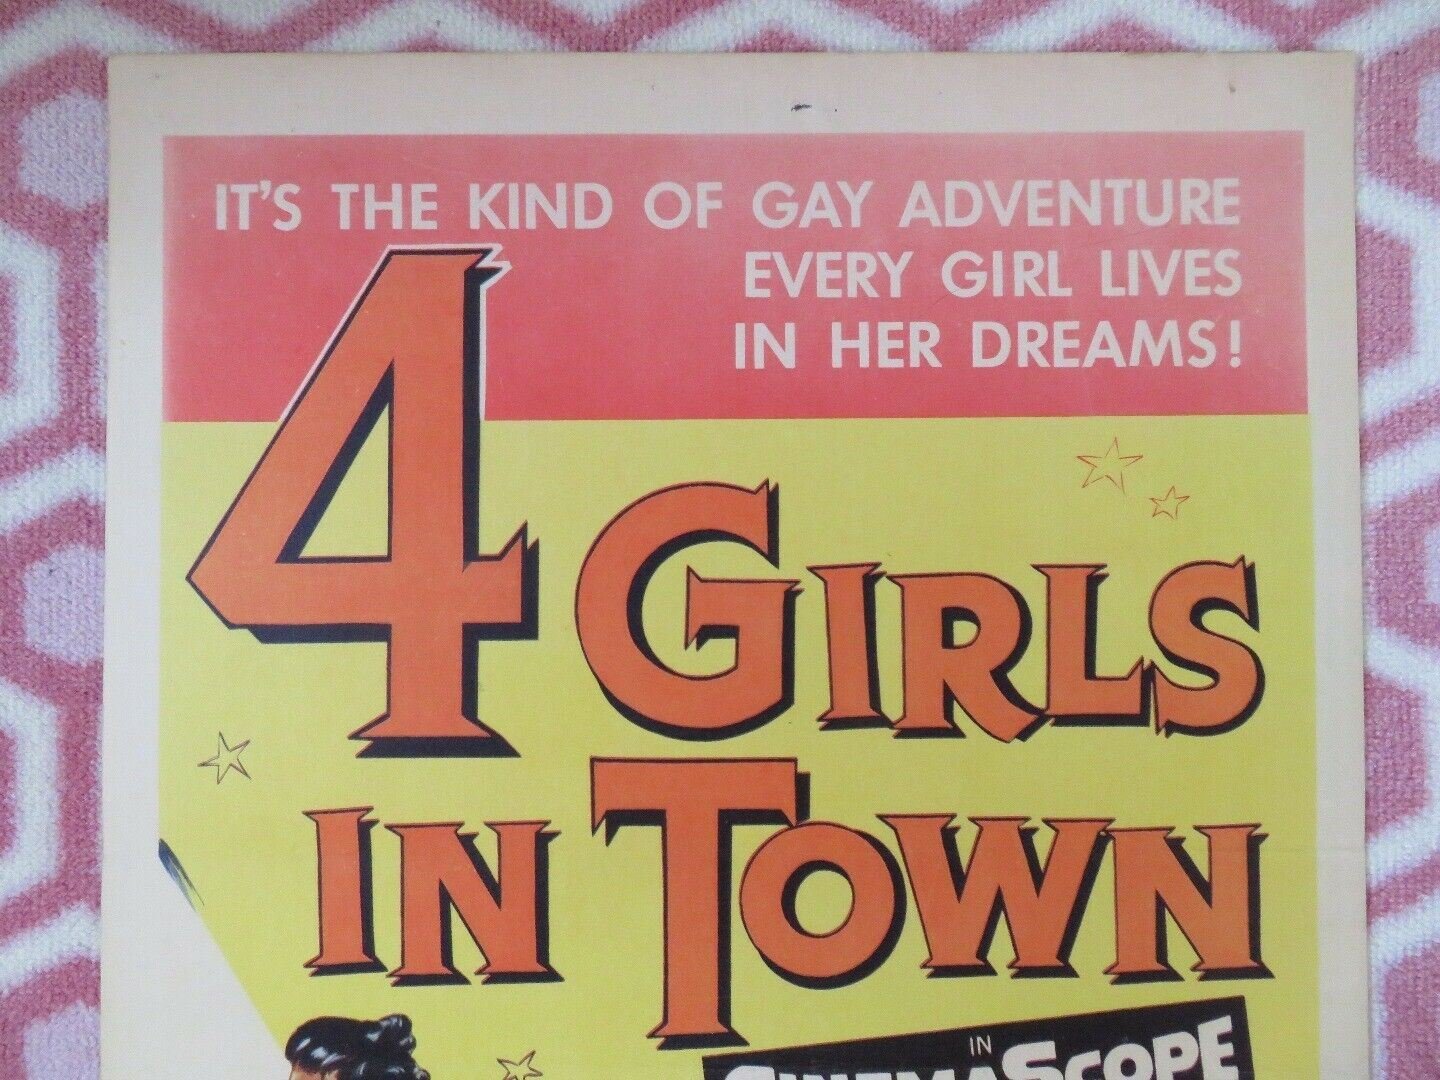 IT'S THE KIND OF GAY ADVENTURE
EVERY GIRL LIVES
IN HER DREAMS!
4 GIRLS
IN TOWN
IN
CINEMASCOPE